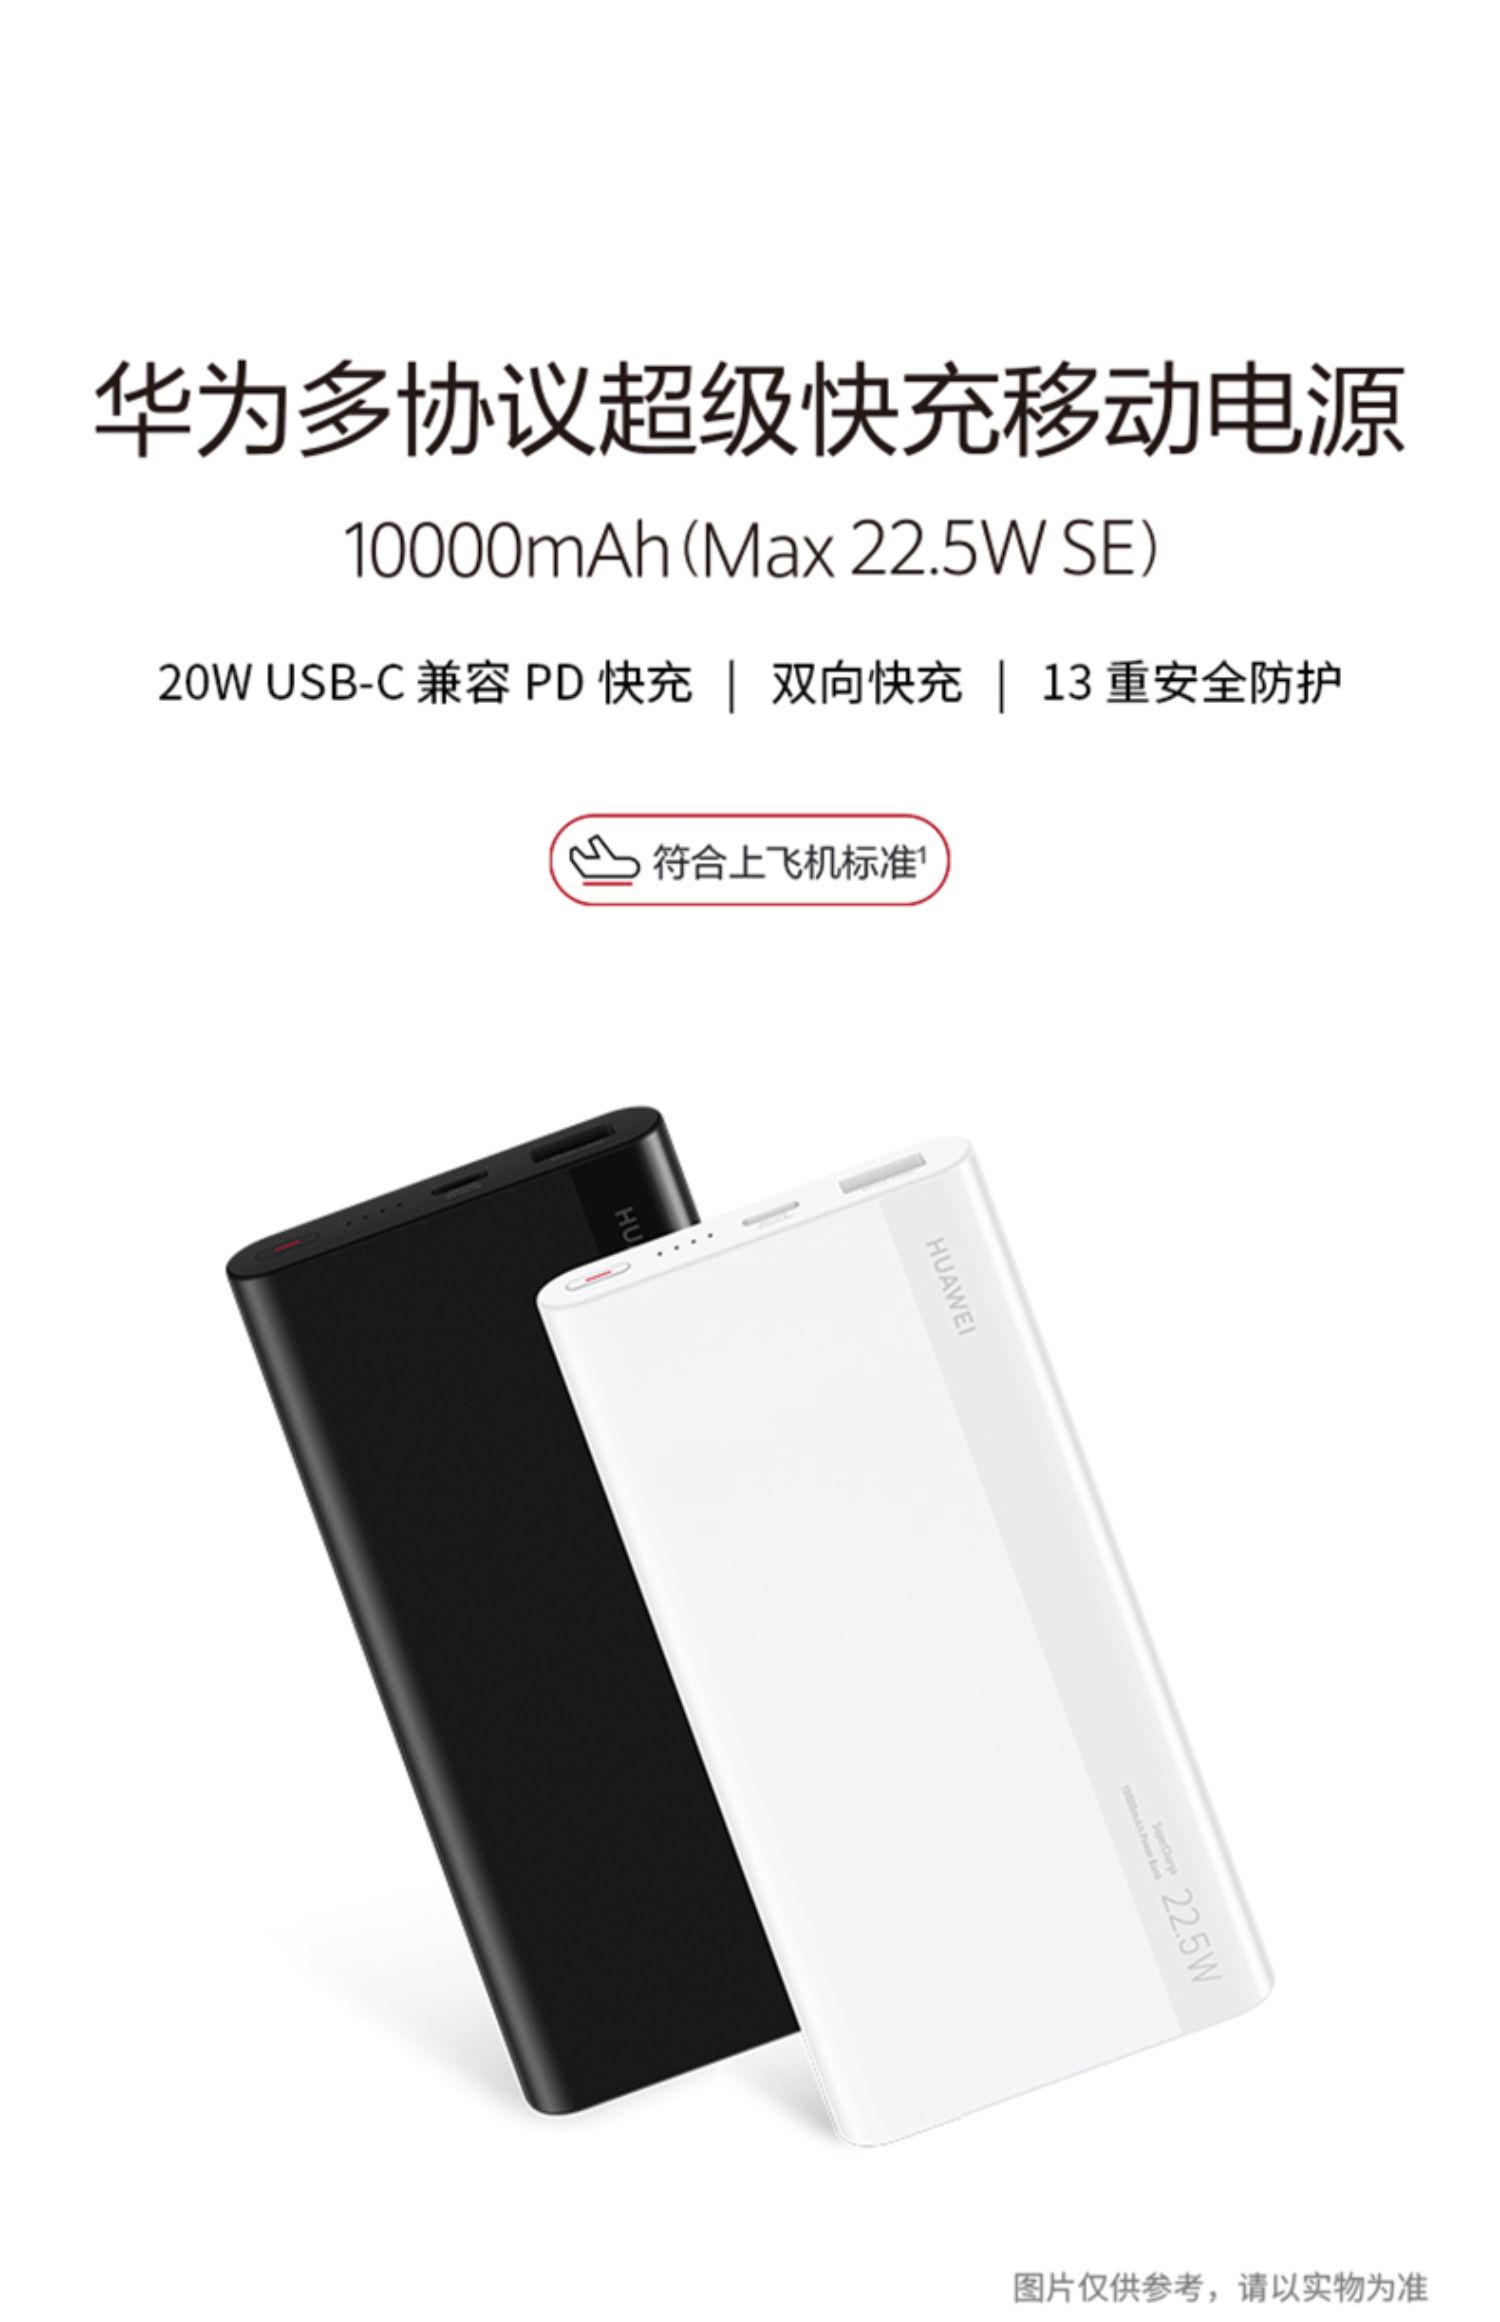 华为多协议超级快充移动电源
10000mAh(Max 22.5W SE)
20W USB-C 兼容 PD 快充 | 双向快充 | 13 重安全防护
符合上飞机标准¹
HU
HUAWEI
SuperCharge
10000mAh Power Bank
22.5W
图片仅供参考，请以实物为准